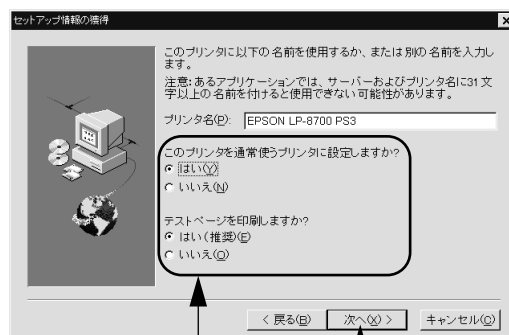 セットアップ情報の獲得
このプリンタに以下の名前を使用するか、または別の名前を入力し
ます。
注意: あるアプリケーションでは、サーバーおよびプリンタ名に31文
字以上の名前を付けると使用できない可能性があります。
プリンタ名(P): EPSON LP-8700 PS3
このプリンタを通常使うプリンタに設定しますか?
はい(Y)
いいえ(N)
テストページを印刷しますか?
はい(推奨)(E)
いいえ(O)
< 戻る(B) 次へ(X) > キャンセル(C)